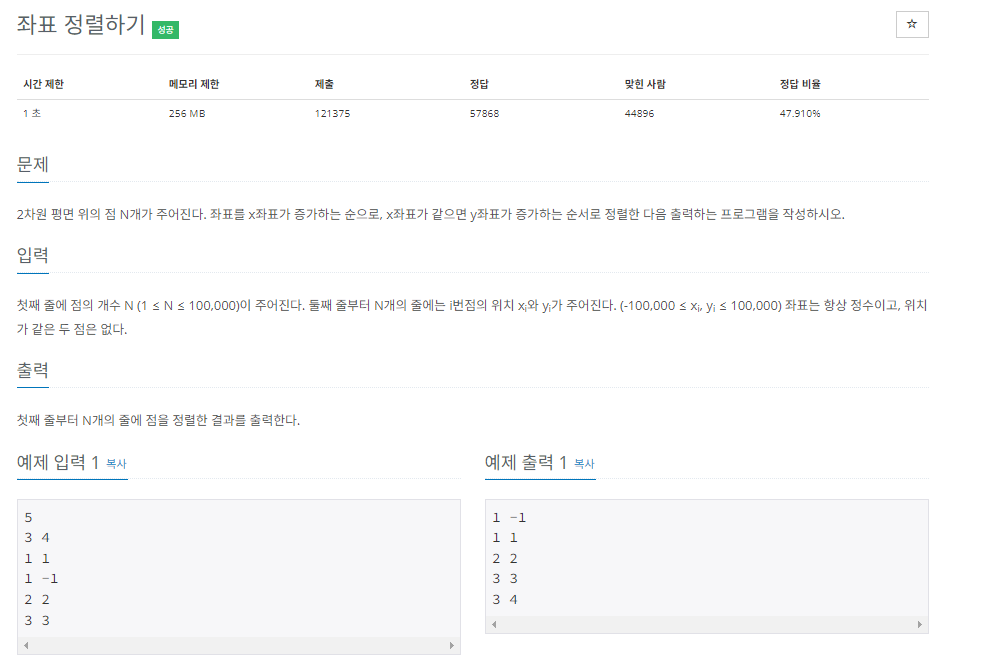 좌표 정렬하기 성공
☆
시간 제한 메모리 제한 제출 정답 맞힌 사람 정답 비율
1 초 256 MB 121375 57868 44896 47.910%
문제
2차원 평면 위의 점 N개가 주어진다. 좌표를 x좌표가 증가하는 순으로, x좌표가 같으면 y좌표가 증가하는 순서로 정렬한 다음 출력하는 프로그램을 작성하시오.
입력
첫째 줄에 점의 개수 N (1 ≤ N ≤ 100,000)이 주어진다. 둘째 줄부터 N개의 줄에는 i번점의 위치 xi와 yi가 주어진다. (-100,000 ≤ xi, yi ≤ 100,000) 좌표는 항상 정수이고, 위치
가 같은 두 점은 없다.
출력
첫째 줄부터 N개의 줄에 점을 정렬한 결과를 출력한다.
예제 입력 1 복사
5
3 4
1 1
1 -1
2 2
3 3
예제 출력 1 복사
1 -1
1 1
2 2
3 3
3 4